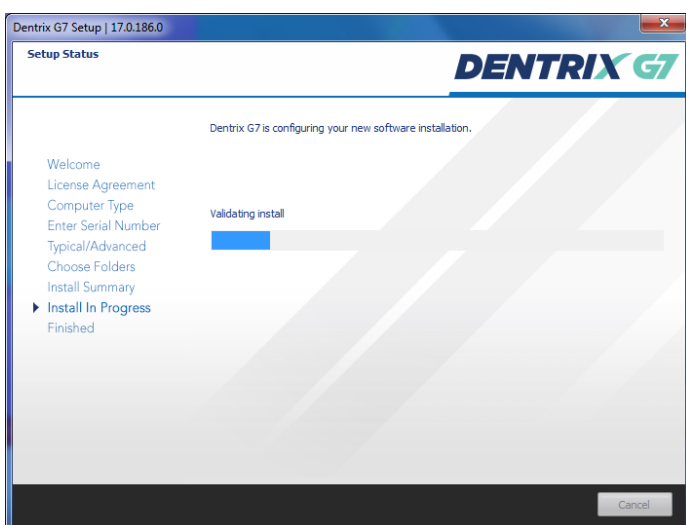 Dentrix G7 Setup | 17.0.186.0
Setup Status
DENTRIX G7
Dentrix G7 is configuring your new software installation.
Welcome
License Agreement
Computer Type
Enter Serial Number
Typical/Advanced
Choose Folders
Install Summary
Install In Progress
Finished
Validating install
Cancel